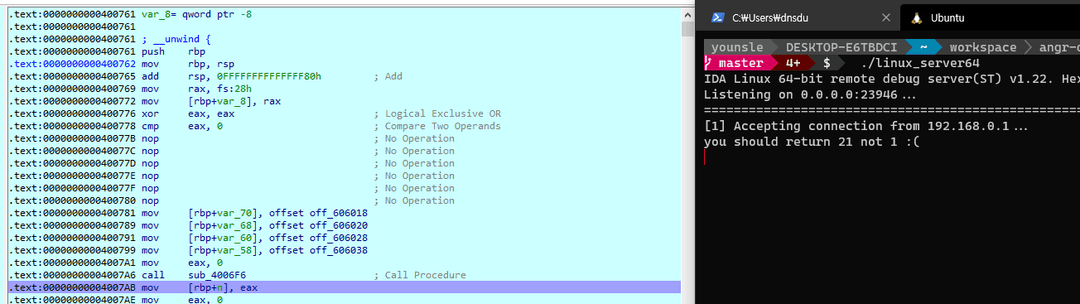 .text:0000000000400761 var_8= qword ptr -8
.text:0000000000400761
.text:0000000000400761 ; __unwind {
.text:0000000000400761 push rbp
.text:0000000000400762 mov rbp, rsp
.text:0000000000400765 add rsp, 0FFFFFFFFFFFFFF80h ; Add
.text:0000000000400769 mov rax, fs:28h
.text:0000000000400772 mov [rbp+var_8], rax
.text:0000000000400776 xor eax, eax ; Logical Exclusive OR
.text:0000000000400778 cmp eax, 0 ; Compare Two Operands
.text:000000000040077B nop ; No Operation
.text:000000000040077C nop ; No Operation
.text:000000000040077D nop ; No Operation
.text:000000000040077E nop ; No Operation
.text:000000000040077F nop ; No Operation
.text:0000000000400780 nop ; No Operation
.text:0000000000400781 mov [rbp+var_70], offset off_606018
.text:0000000000400789 mov [rbp+var_68], offset off_606020
.text:0000000000400791 mov [rbp+var_60], offset off_606028
.text:0000000000400799 mov [rbp+var_58], offset off_606038
.text:00000000004007A1 mov eax, 0
.text:00000000004007A6 call sub_4006F6 ; Call Procedure
.text:00000000004007AB mov [rbp+n], eax
.text:00000000004007AE mov eax, 0
C:₩Users₩dnsdu
Ubuntu
younsle DESKTOP-E6TBDCI ~ workspace angr-c
master 4+ $ ./linux_server64
IDA Linux 64-bit remote debug server(ST) v1.22. Hex
Listening on 0.0.0.0:23946...
=========================================================
[1] Accepting connection from 192.168.0.1...
you should return 21 not 1 :(